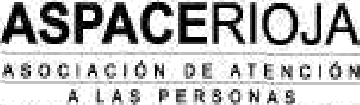 ASPACERIOJA
ASOCIACIÓN DE ATENCIÓN
A LAS PERSONAS